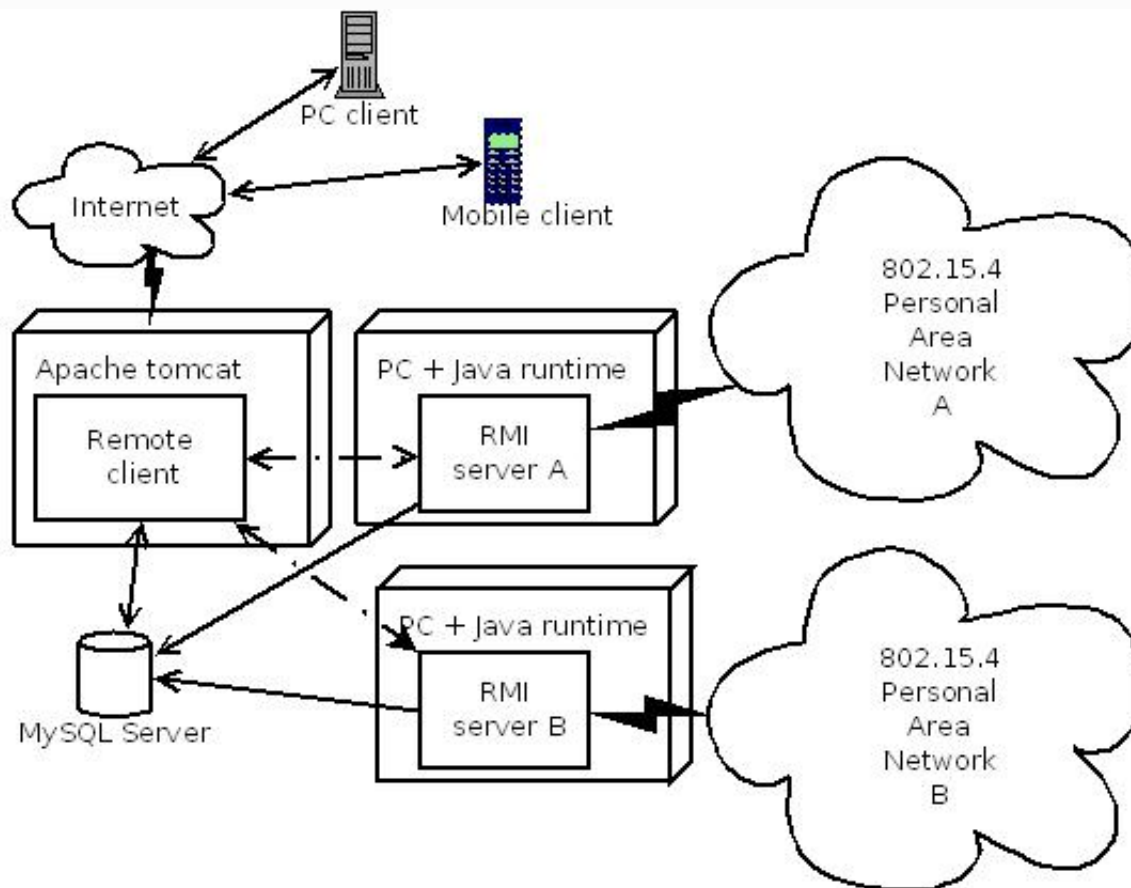 PC client
Mobile client
Internet
Apache tomcat
Remote
client
PC + Java runtime
RMI
server A
802.15.4
Personal
Area
Network
A
PC + Java runtime
RMI
server B
MySQL Server
802.15.4
Personal
Area
Network
B